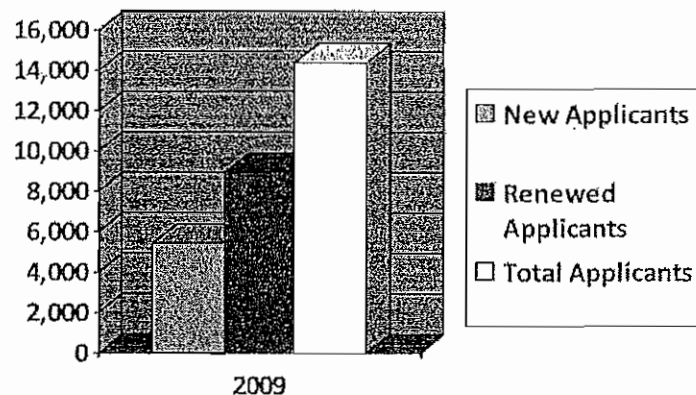 16,000
14,000
12,000
10,000
8,000
6,000
4,000
2,000
0
2009
New Applicants
Renewed
Applicants
Total Applicants